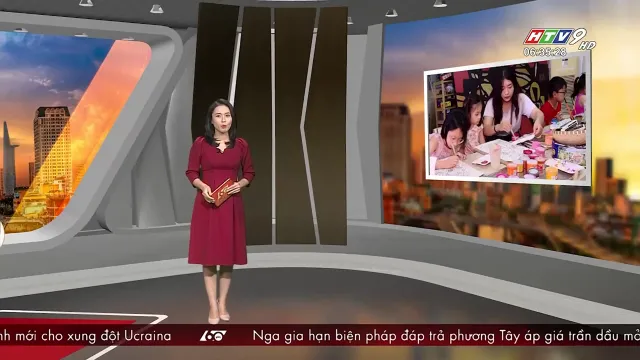 HTV9 HD
06:35:28
nh mới cho xung đột Ucraina 60 Nga gia hạn biện pháp đáp trả phương Tây áp giá trần dầu mỏ